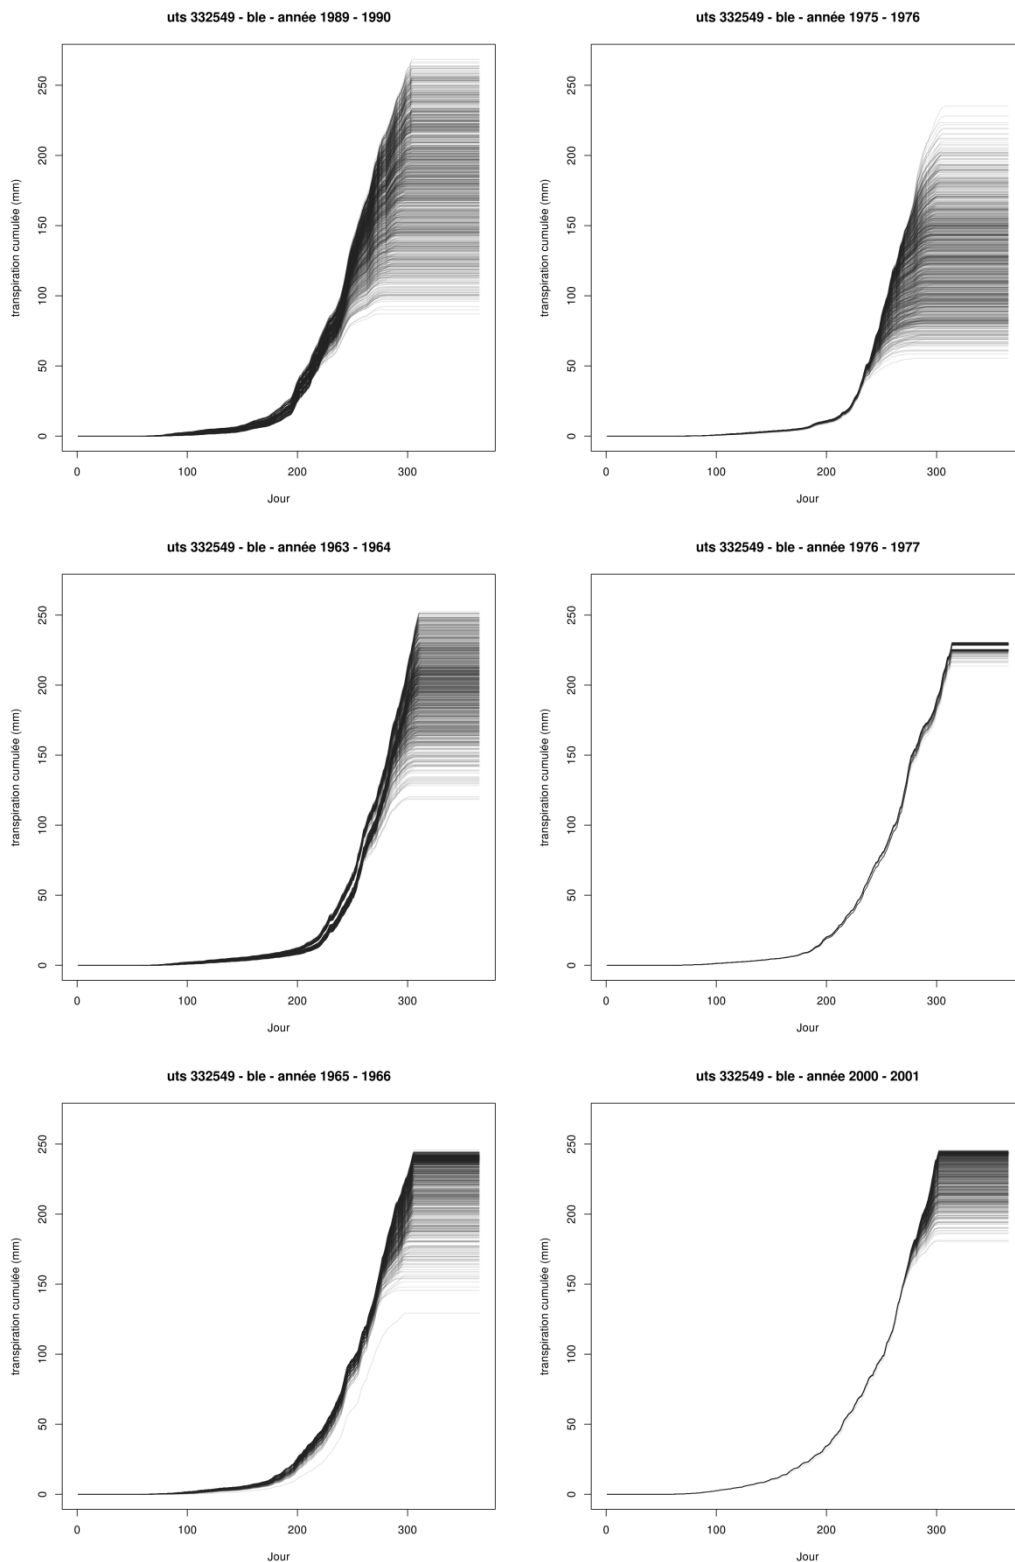 uts 332549 - ble - année 1989 - 1990
transpiration cumulée (mm)
250
200
150
100
50
0
0 100 200 300
Jour
uts 332549 - ble - année 1975 - 1976
transpiration cumulée (mm)
250
200
150
100
50
0
0 100 200 300
Jour
uts 332549 - ble - année 1963 - 1964
transpiration cumulée (mm)
250
200
150
100
50
0
0 100 200 300
Jour
uts 332549 - ble - année 1976 - 1977
transpiration cumulée (mm)
250
200
150
100
50
0
0 100 200 300
Jour
uts 332549 - ble - année 1965 - 1966
transpiration cumulée (mm)
250
200
150
100
50
0
0 100 200 300
Jour
uts 332549 - ble - année 2000 - 2001
transpiration cumulée (mm)
250
200
150
100
50
0
0 100 200 300
Jour